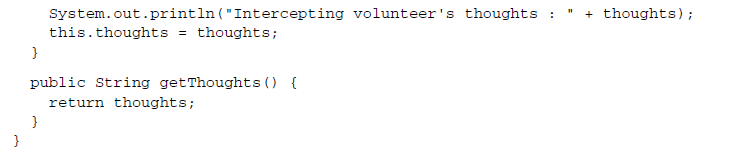 System.out.println("Intercepting volunteer's thoughts : " + thoughts);
this.thoughts = thoughts;
}
public String getThoughts() {
return thoughts;
}
}